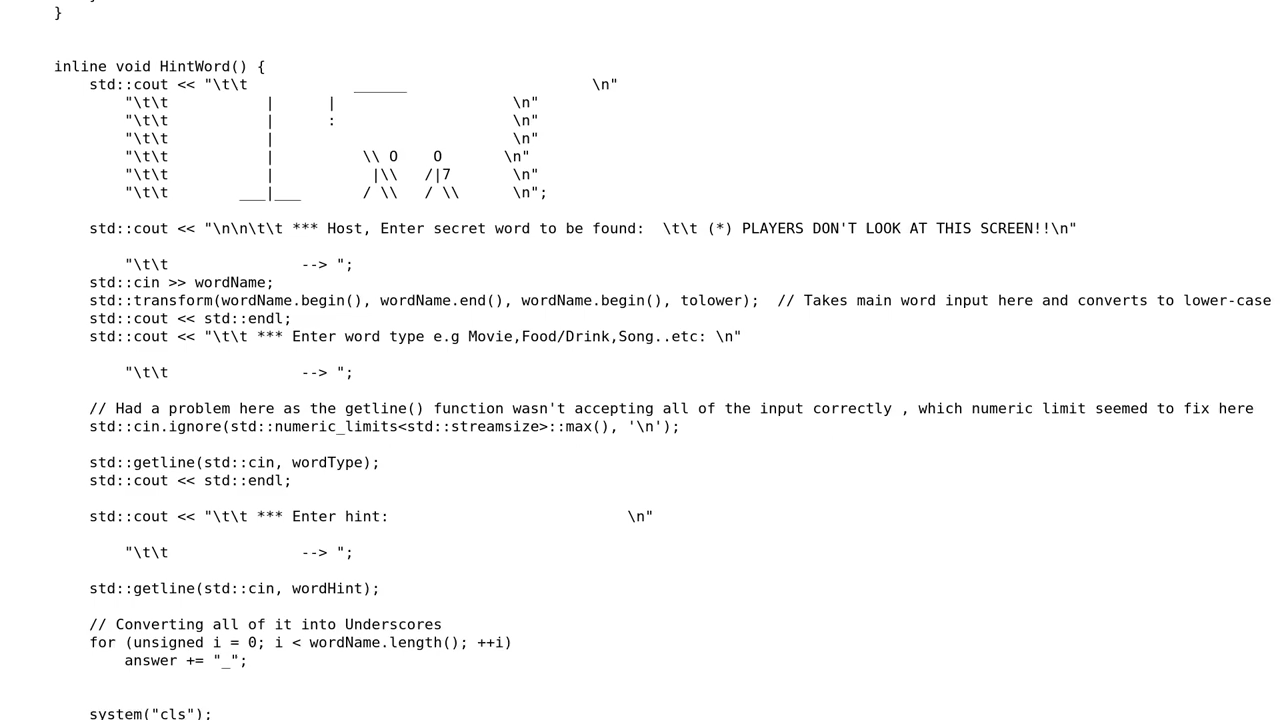 }
inline void HintWord() {
    std::cout << "\t\t            ______                     \n"
        "\t\t           |      |                    \n"
        "\t\t           |      :                    \n"
        "\t\t           |                           \n"
        "\t\t           |          \\ O    O       \n"
        "\t\t           |           |\\   /|7       \n"
        "\t\t        ___|___       / \\   / \\      \n";
    std::cout << "\n\n\t\t *** Host, Enter secret word to be found:  \t\t (*) PLAYERS DON'T LOOK AT THIS SCREEN!!\n"
        "\t\t               --> ";
    std::cin >> wordName;
    std::transform(wordName.begin(), wordName.end(), wordName.begin(), tolower);  // Takes main word input here and converts to lower-case
    std::cout << std::endl;
    std::cout << "\t\t *** Enter word type e.g Movie,Food/Drink,Song..etc: \n"
        "\t\t               --> ";
    // Had a problem here as the getline() function wasn't accepting all of the input correctly , which numeric limit seemed to fix here
    std::cin.ignore(std::numeric_limits<std::streamsize>::max(), '\n');
    std::getline(std::cin, wordType);
    std::cout << std::endl;
    std::cout << "\t\t *** Enter hint:                           \n"
        "\t\t               --> ";
    std::getline(std::cin, wordHint);
    // Converting all of it into Underscores
    for (unsigned i = 0; i < wordName.length(); ++i)
        answer += "_";
    system("cls");